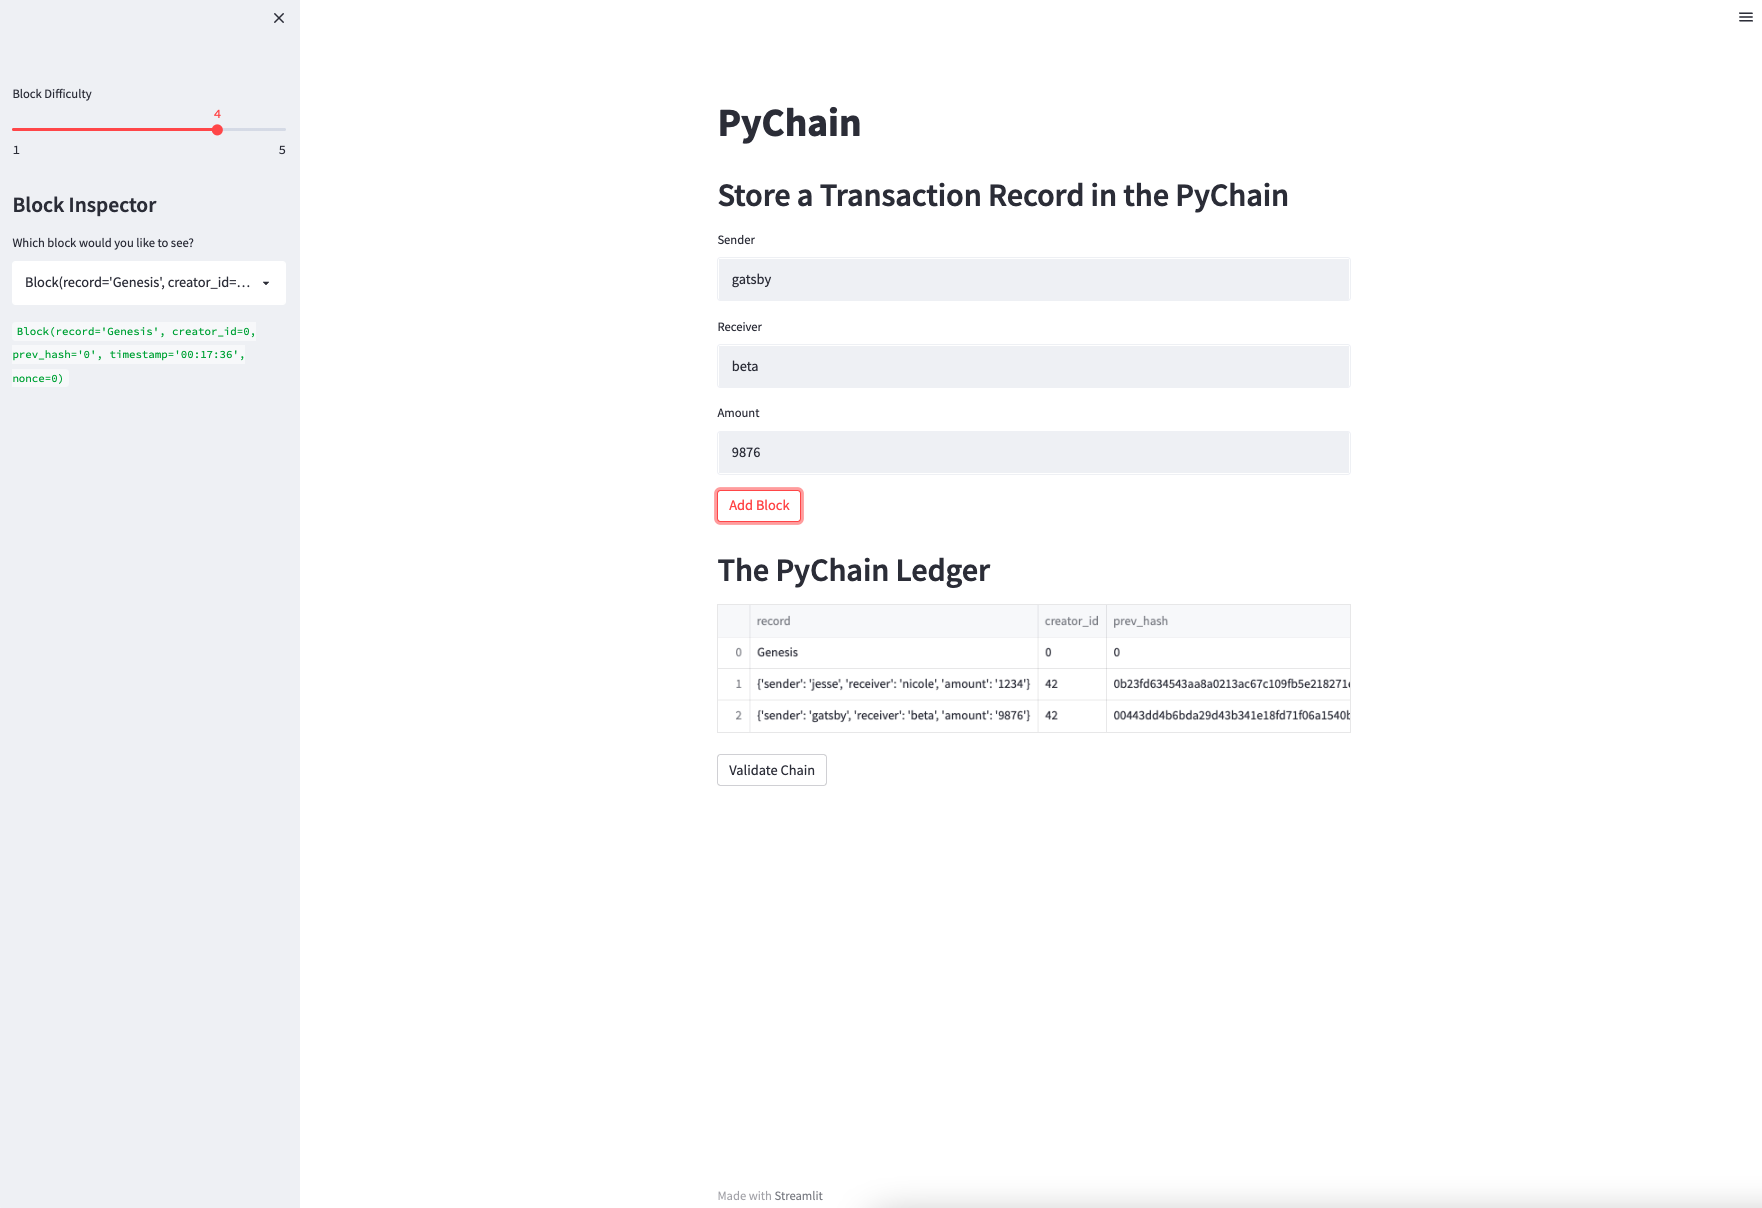 Block Difficulty
4
1 5
Block Inspector
Which block would you like to see?
Block(record='Genesis', creator_id=...
Block(record='Genesis', creator_id=0,
prev_hash='0', timestamp='00:17:36',
nonce=0)
PyChain
Store a Transaction Record in the PyChain
Sender
gatsby
Receiver
beta
Amount
9876
Add Block
The PyChain Ledger
record creator_id prev_hash
0 Genesis 0 0
1 {'sender': 'jesse', 'receiver': 'nicole', 'amount': '1234'} 42 0b23fd634543aa8a0213ac67c109fb5e218271
2 {'sender': 'gatsby', 'receiver': 'beta', 'amount': '9876'} 42 00443dd4b6bda29d43b341e18fd71f06a1540
Validate Chain
Made with Streamlit